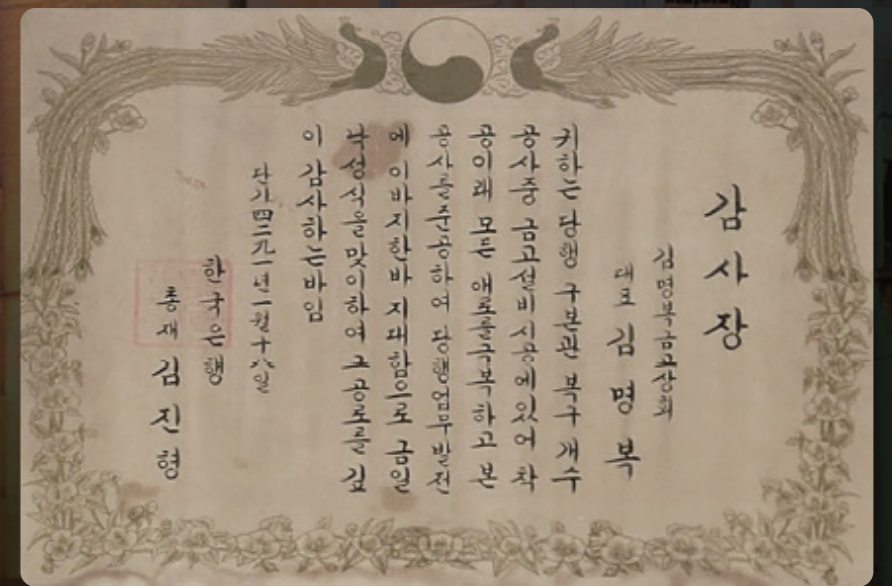 감사장
김명복금고상회
대표 김명복
귀하는 당행 구본관 복구 개수
공사중 금고설비 시공에있어 착
공이래 모든 애로를극복하고 본
공사를준공하여 당행업무발전
에 이바지한바 지대함으로 금일
낙성식을맞이하여 그공로를 깊
이 감사하는바임
단기四二九一년一월十八일
한국은행
총재 김진형